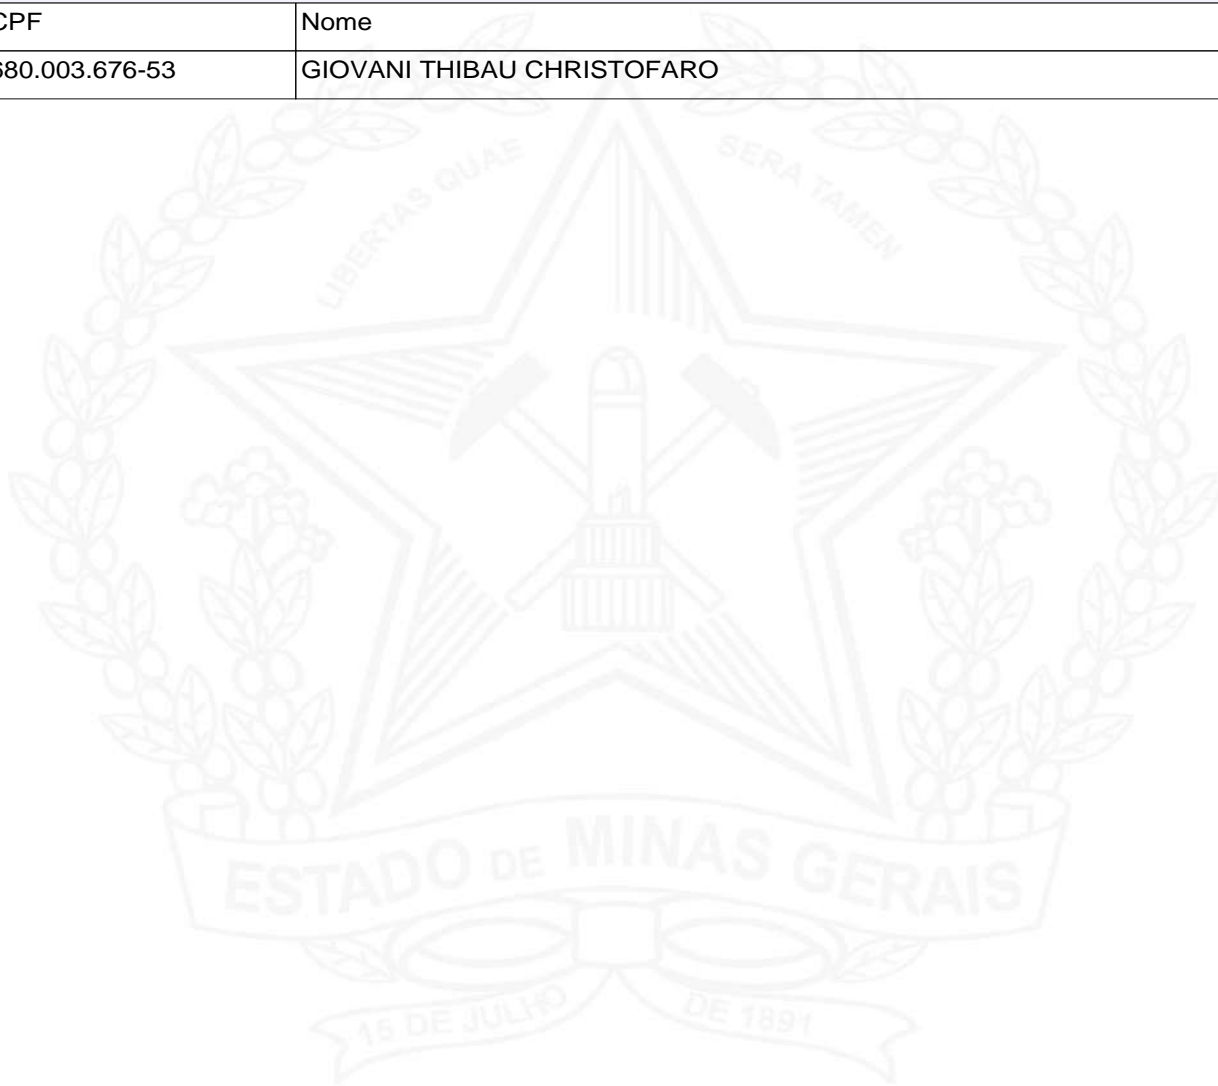 CPF Nome
680.003.676-53 GIOVANI THIBAU CHRISTOFARO
LIBERTAS QUAE SERA TAMEN
ESTADO DE MINAS GERAIS
15 DE JULHO DE 1891